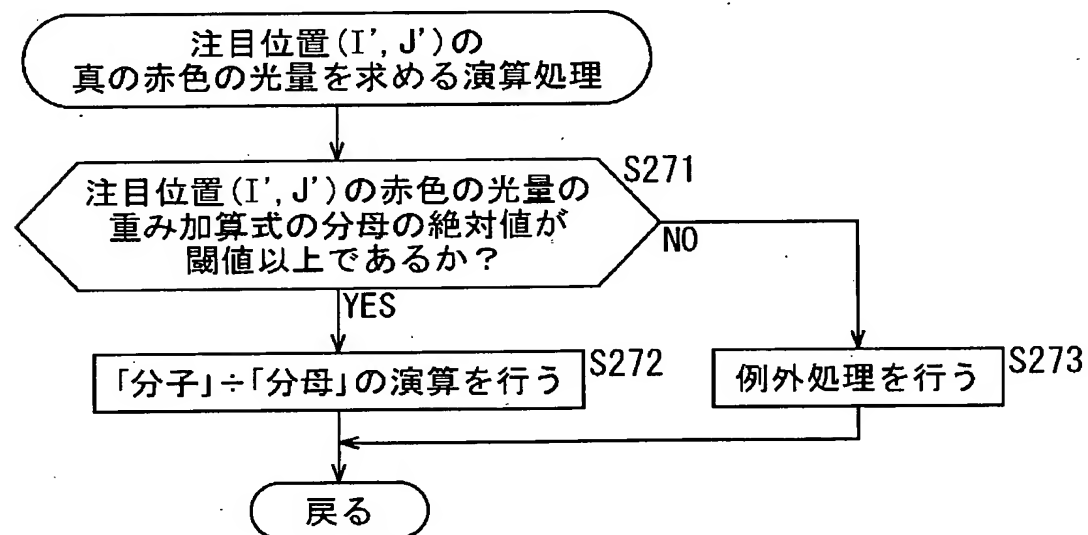 注目位置(I',J')の
真の赤色の光量を求める演算処理
S271
注目位置(I',J')の赤色の光量の
重み加算式の分母の絶対値が
閾値以上であるか?
NO
YES
「分子」÷「分母」の演算を行う
S272
例外処理を行う
S273
戻る